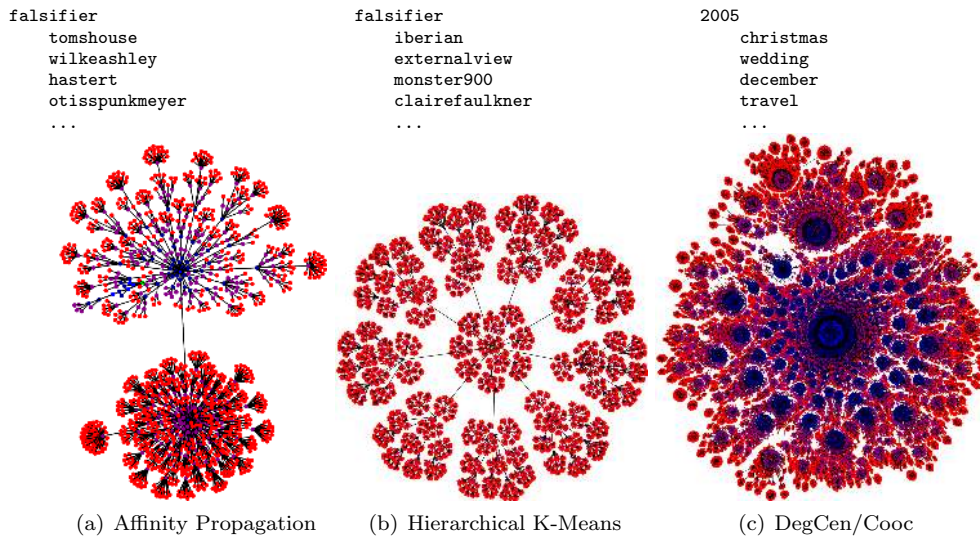 falsifier
tomshouse
wilkeashley
hastert
otisspunkmeyer
...
falsifier
iberian
externalview
monster900
clairefaulkner
...
2005
christmas
wedding
december
travel
...
(a) Affinity Propagation
(b) Hierarchical K-Means
(c) DegCen/Cooc